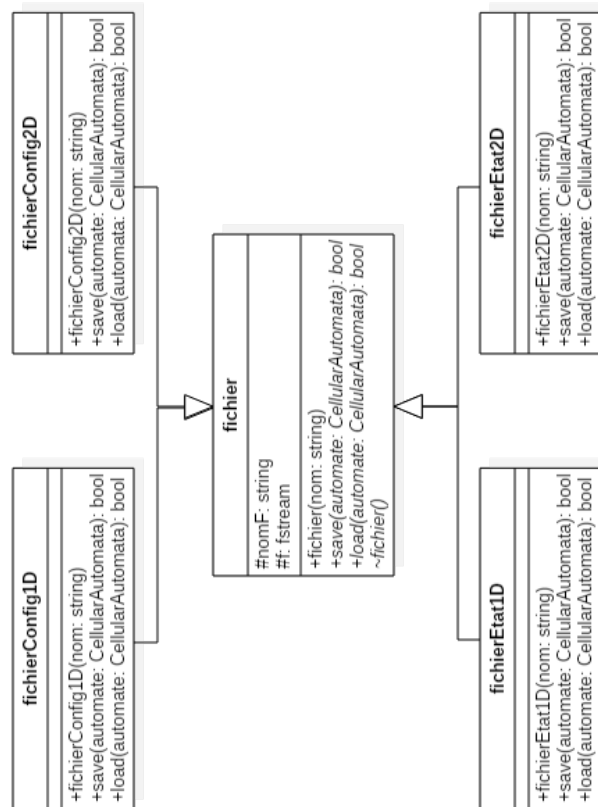 fichierConfig1D
+fichierConfig1D(nom: string)
+save(automate: CellularAutomata): bool
+load(automate: CellularAutomata): bool
fichierConfig2D
+fichierConfig2D(nom: string)
+save(automate: CellularAutomata): bool
+load(automata: CellularAutomata): bool
fichier
#nomF: string
#f: fstream
+fichier(nom: string)
+save(automate: CellularAutomata): bool
+load(automate: CellularAutomata): bool
~fichier()
fichierEtat1D
+fichierEtat1D(nom: string)
+save(automate: CellularAutomata): bool
+load(automate: CellularAutomata): bool
fichierEtat2D
+fichierEtat2D(nom: string)
+save(automate: CellularAutomata): bool
+load(automate: CellularAutomata): bool